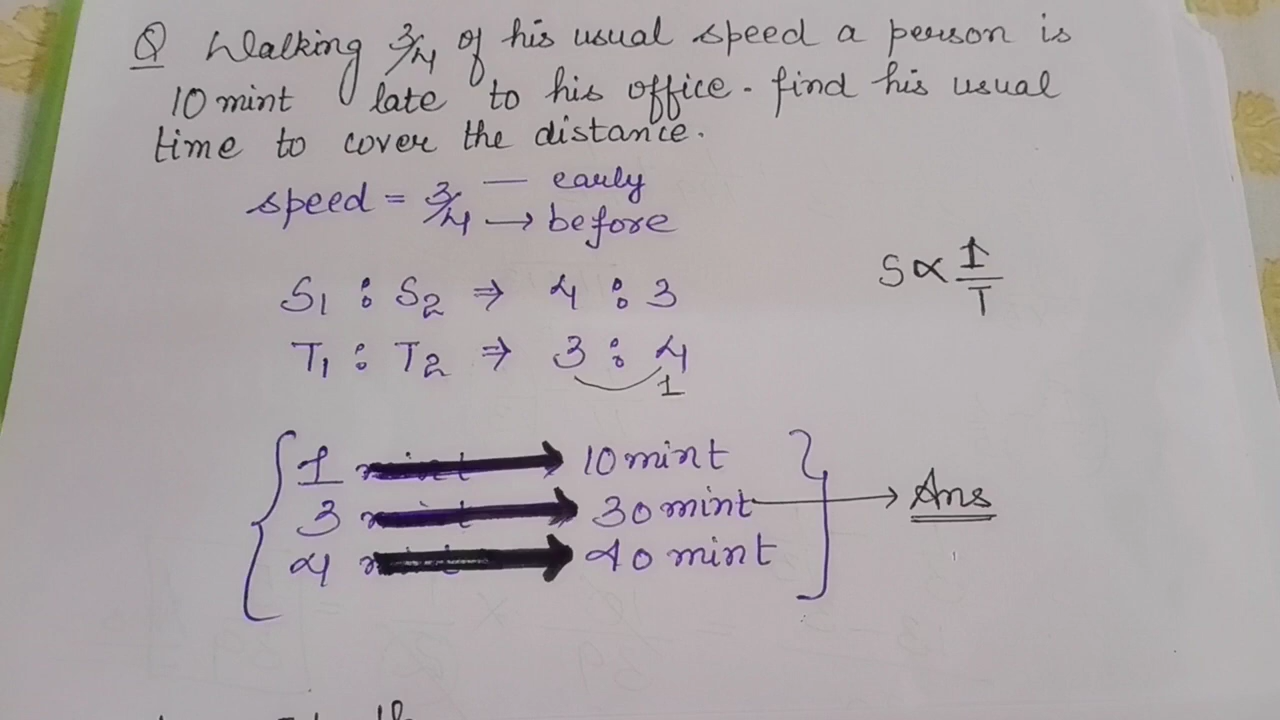 Q Walking 3/4 of his usual speed a person is
10 mint late to his office. find his usual
time to cover the distance.
speed = 3/4 — early
→ before
S1 : S2 ⇒ 4 : 3
S ∝ 1/T
T1 : T2 ⇒ 3 : 4
1
1 → 10 mint
3 → 30 mint → Ans
4 → 40 mint